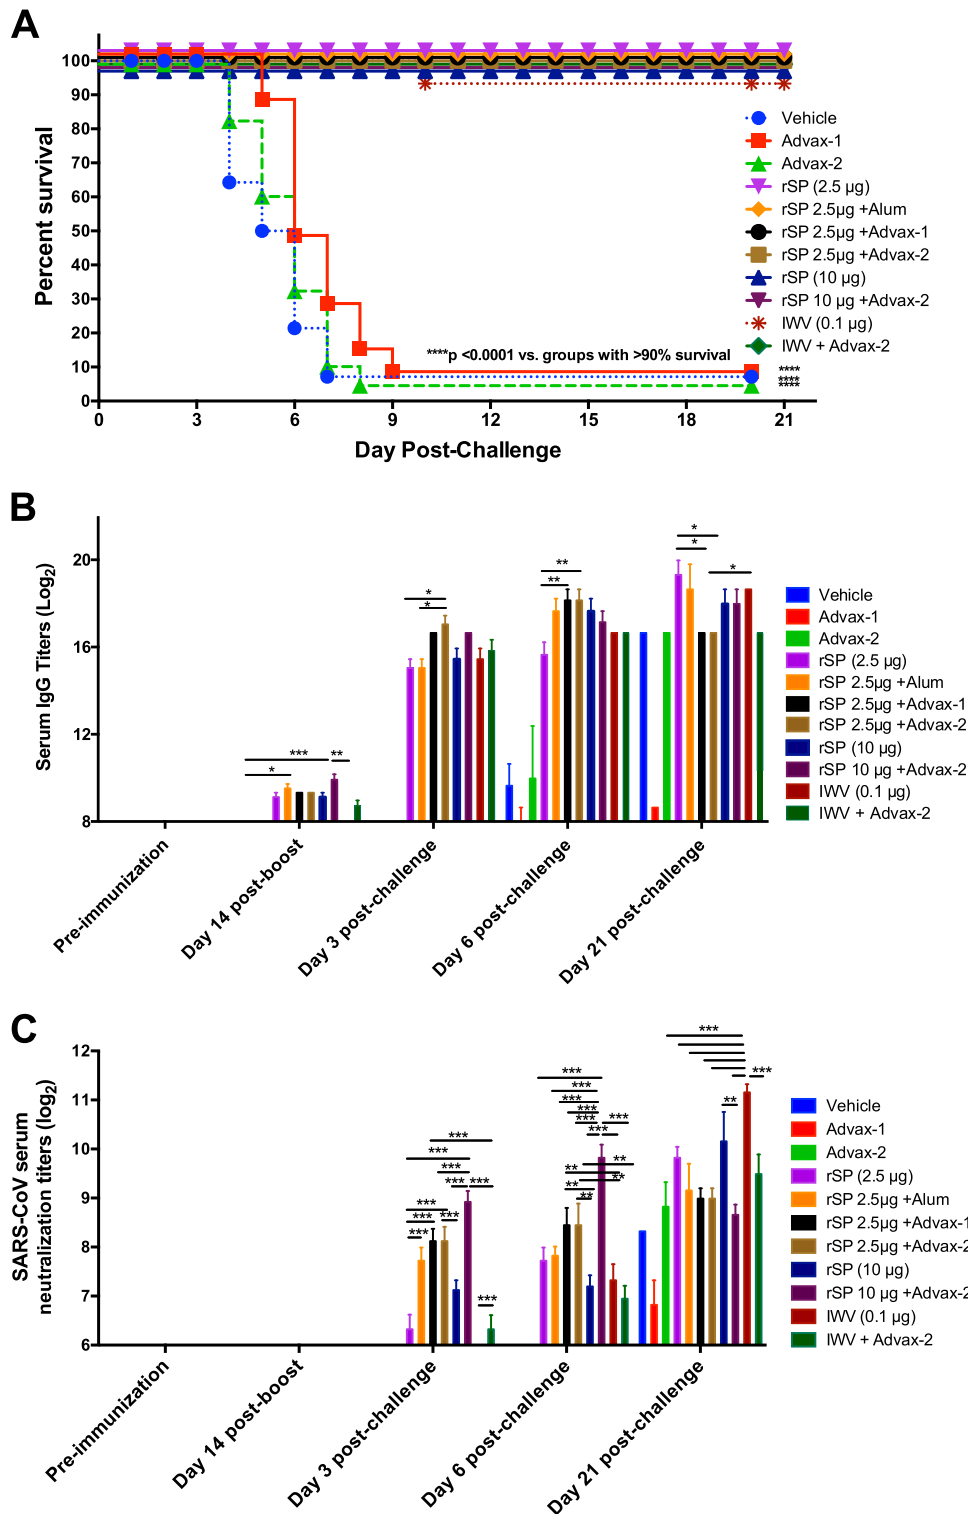 A
100
90
80
70
60
50
40
30
20
10
0
Percent survival
0 3 6 9 12 15 18 21
Day Post-Challenge
Vehicle
Advax-1
Advax-2
rSP (2.5 µg)
rSP 2.5µg +Alum
rSP 2.5µg +Advax-1
rSP 2.5µg +Advax-2
rSP (10 µg)
rSP 10 µg +Advax-2
IWV (0.1 µg)
IWV + Advax-2
****p <0.0001 vs. groups with >90% survival
****
****
****
B
Serum IgG Titers (Log2)
20
16
12
8
*
***
**
*
*
**
**
*
*
*
Pre-immunization
Day 14 post-boost
Day 3 post-challenge
Day 6 post-challenge
Day 21 post-challenge
Vehicle
Advax-1
Advax-2
rSP (2.5 µg)
rSP 2.5µg +Alum
rSP 2.5µg +Advax-1
rSP 2.5µg +Advax-2
rSP (10 µg)
rSP 10 µg +Advax-2
IWV (0.1 µg)
IWV + Advax-2
C
SARS-CoV serum
neutralization titers (log2)
12
11
10
9
8
7
6
***
***
***
*** ***
***
*** ***
***
***
***
***
***
***
*** ***
***
** **
** **
**
***
***
**
Pre-immunization
Day 14 post-boost
Day 3 post-challenge
Day 6 post-challenge
Day 21 post-challenge
Vehicle
Advax-1
Advax-2
rSP (2.5 µg)
rSP 2.5µg +Alum
rSP 2.5µg +Advax-1
rSP 2.5µg +Advax-2
rSP (10 µg)
rSP 10 µg +Advax-2
IWV (0.1 µg)
IWV + Advax-2